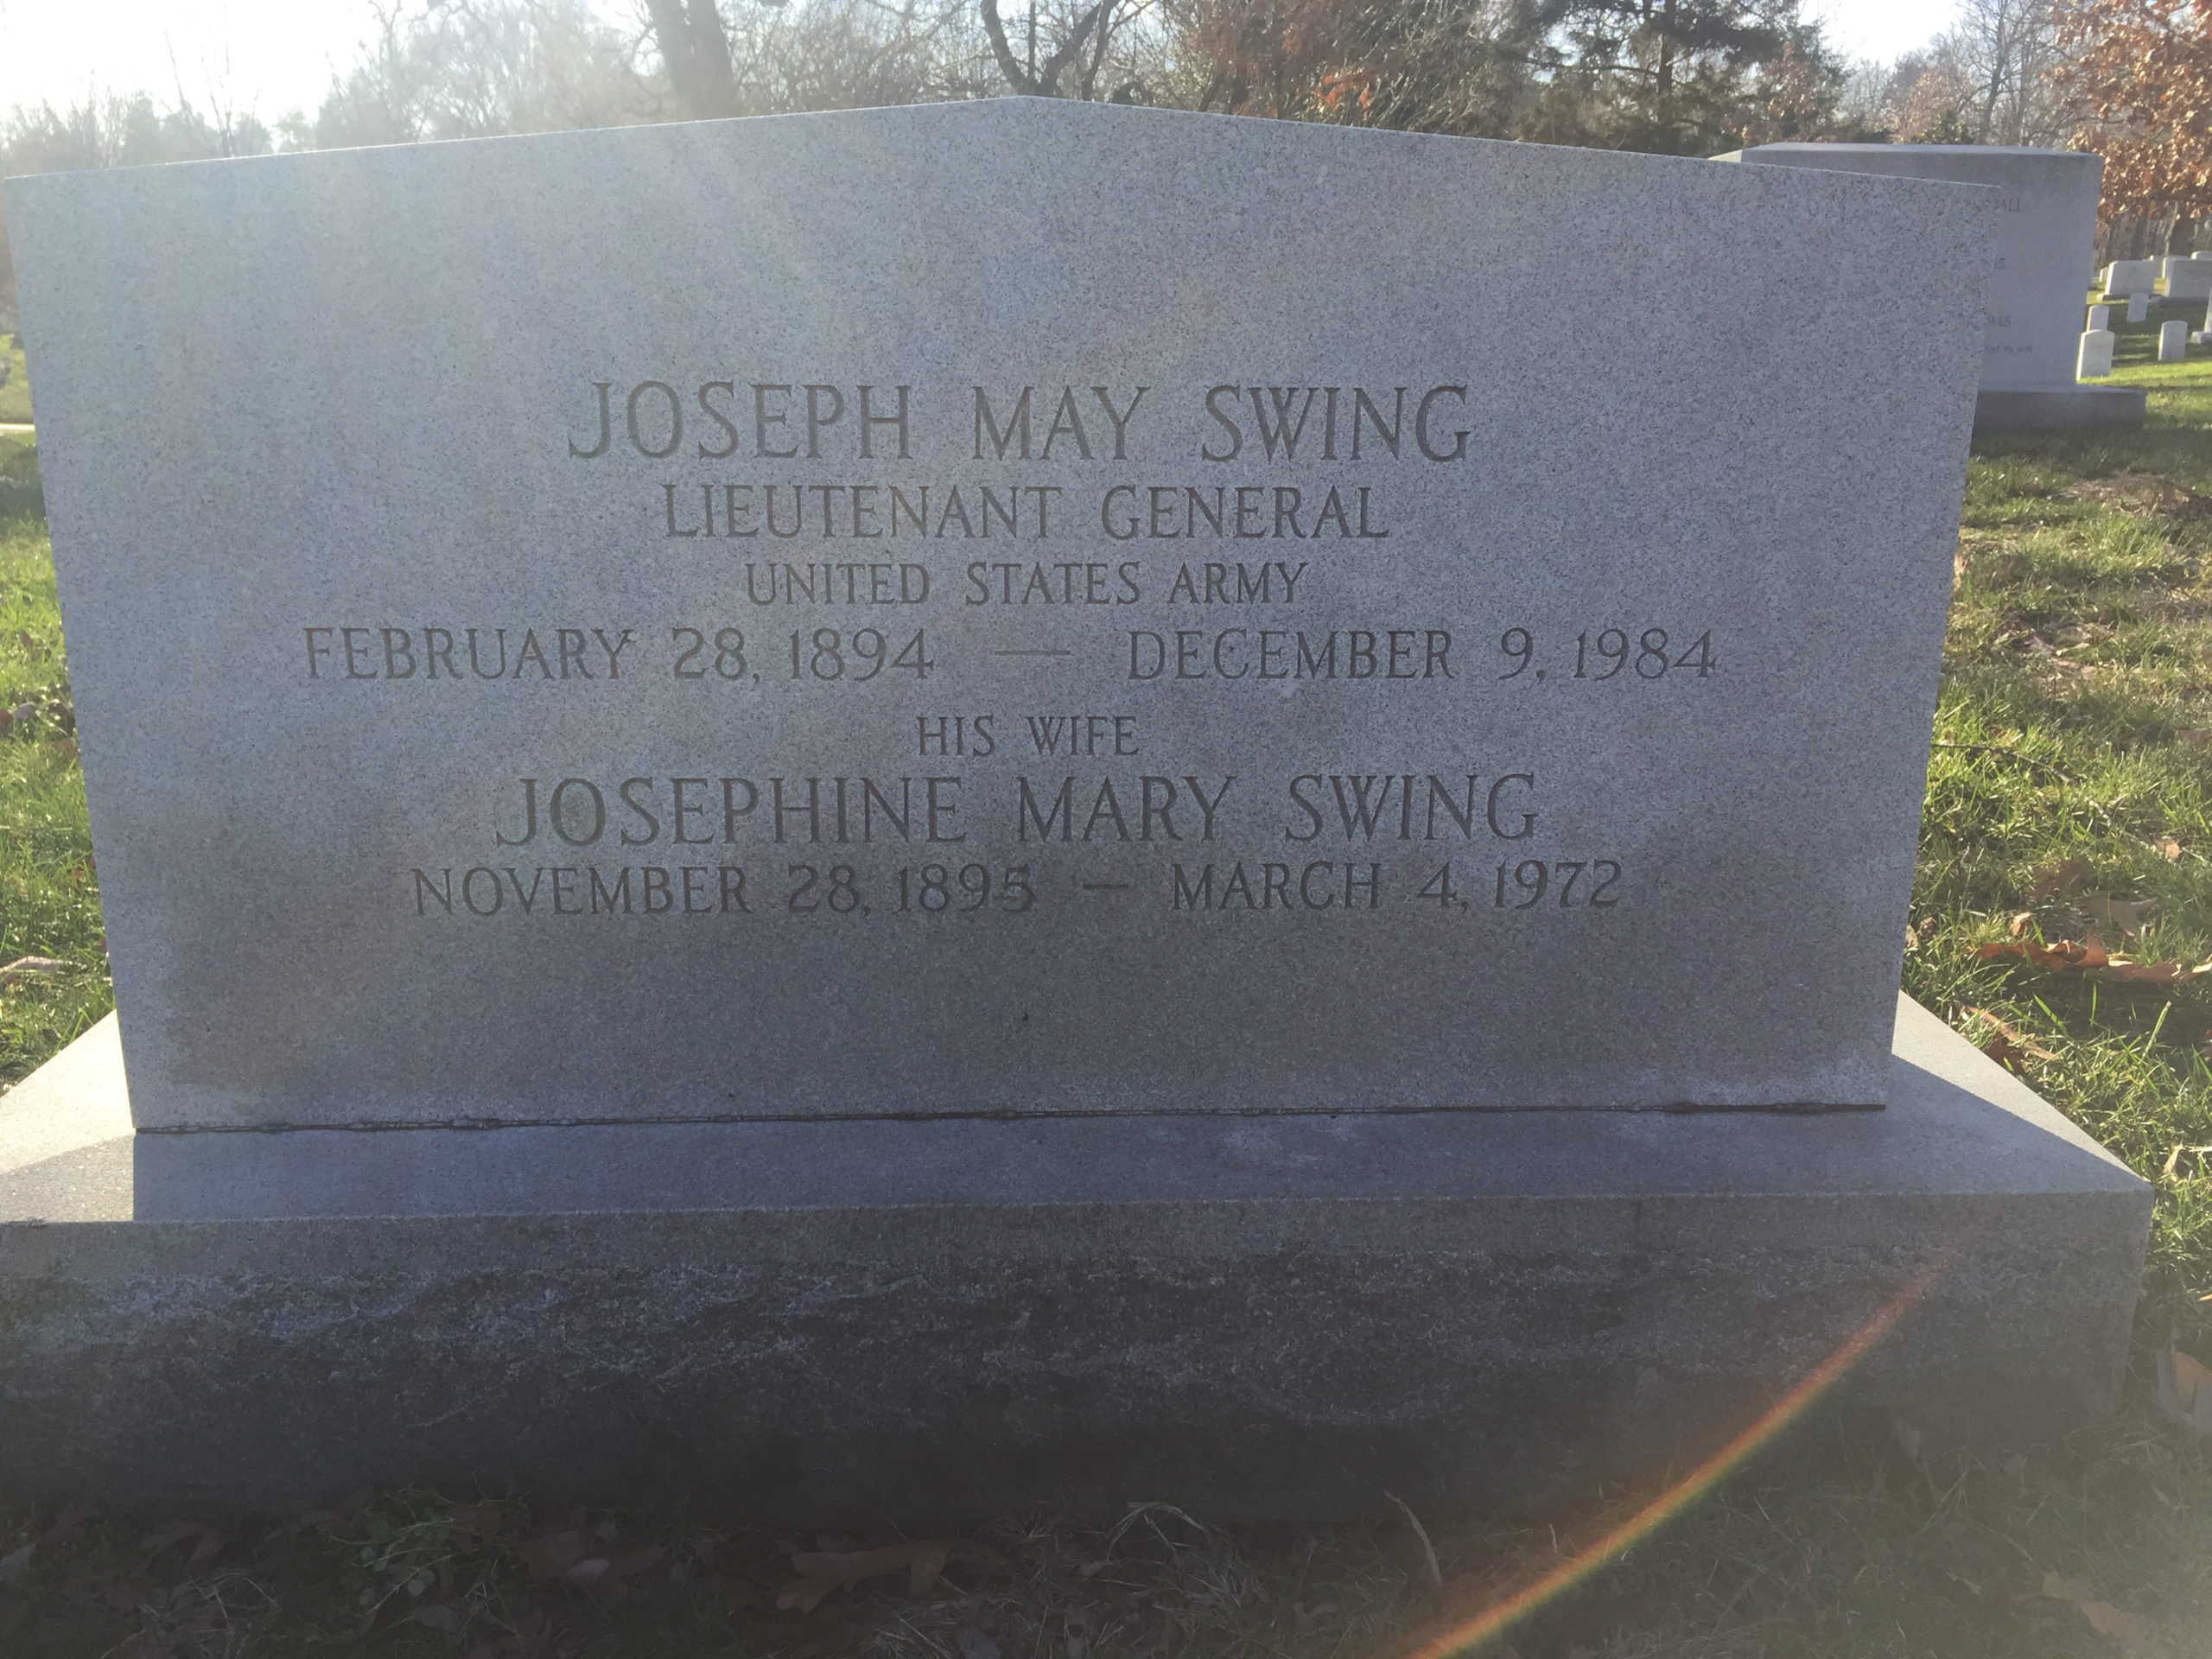 JOSEPH MAY SWING
LIEUTENANT GENERAL
UNITED STATES ARMY
FEBRUARY 28, 1894 — DECEMBER 9, 1984
HIS WIFE
JOSEPHINE MARY SWING
NOVEMBER 28, 1895 — MARCH 4, 1972